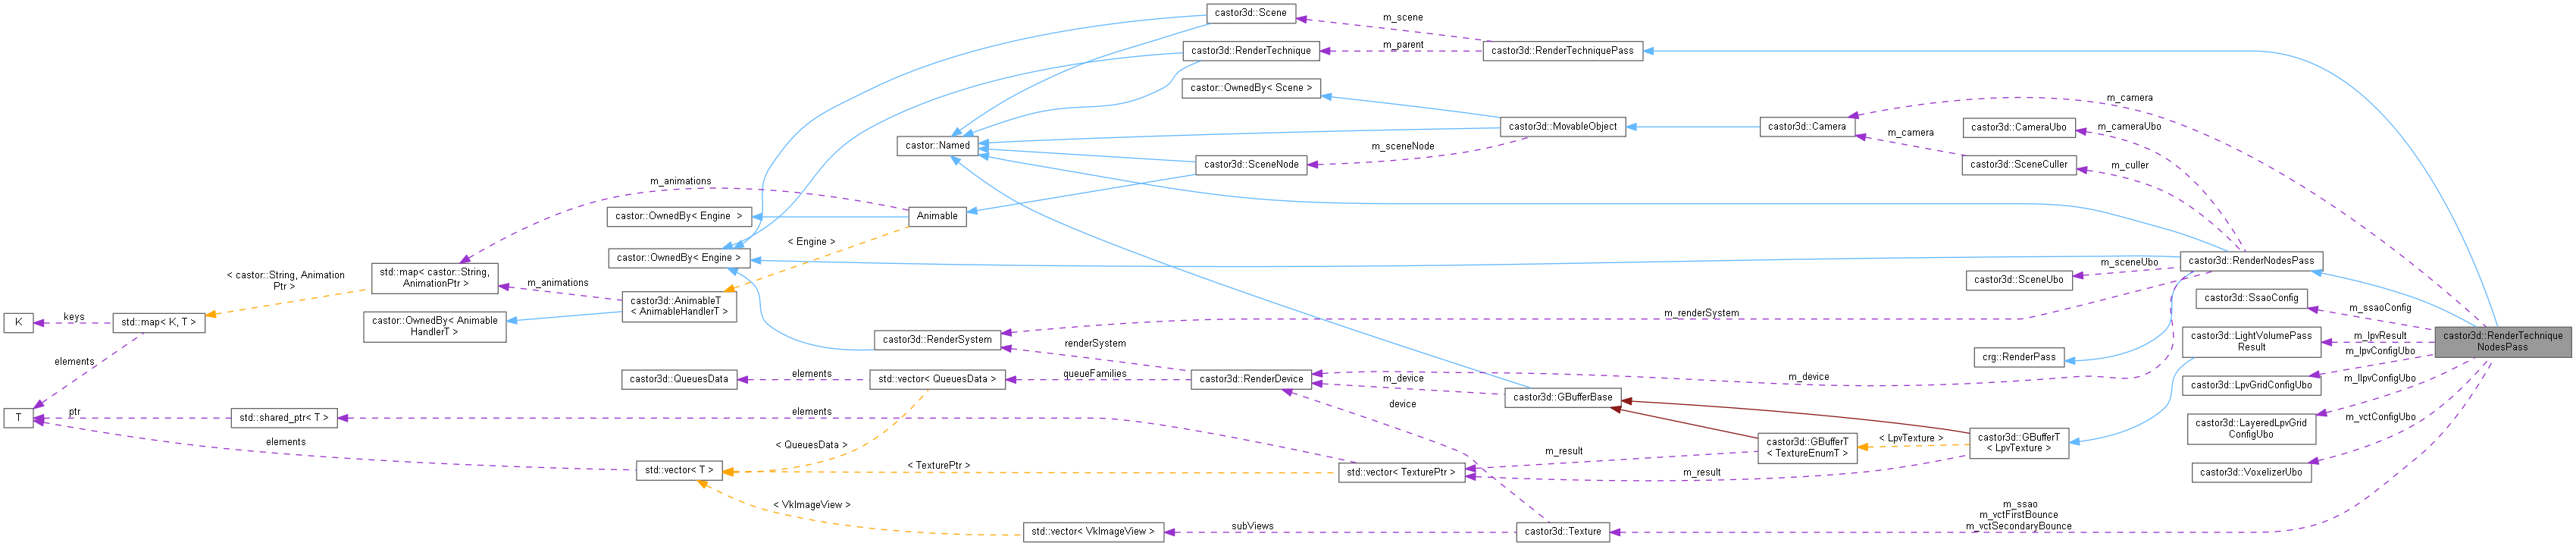 castor3d::Scene
m_scene
castor3d::RenderTechnique
m_parent
castor3d::RenderTechniquePass
castor::OwnedBy< Scene >
m_camera
castor3d::MovableObject
castor3d::Camera
castor3d::CameraUbo
m_cameraUbo
m_camera
castor::Named
m_sceneNode
castor3d::SceneNode
castor3d::SceneCuller
m_culler
m_animations
castor::OwnedBy< Engine  >
Animable
< Engine >
castor::OwnedBy< Engine >
castor3d::RenderNodesPass
m_sceneUbo
castor3d::SceneUbo
< castor::String, Animation
Ptr >
std::map< castor::String,
AnimationPtr >
m_animations
castor3d::AnimableT
< AnimableHandlerT >
castor3d::SsaoConfig
m_ssaoConfig
K
keys
std::map< K, T >
castor::OwnedBy< Animable
HandlerT >
m_renderSystem
castor3d::RenderSystem
renderSystem
castor3d::LightVolumePass
Result
m_lpvResult
castor3d::RenderTechnique
NodesPass
elements
crg::RenderPass
m_lpvConfigUbo
castor3d::QueuesData
elements
std::vector< QueuesData >
queueFamilies
castor3d::RenderDevice
m_device
m_device
castor3d::LpvGridConfigUbo
m_llpvConfigUbo
castor3d::GBufferBase
device
T
ptr
std::shared_ptr< T >
elements
castor3d::LayeredLpvGrid
ConfigUbo
m_vctConfigUbo
elements
< QueuesData >
castor3d::GBufferT
< TextureEnumT >
< LpvTexture >
castor3d::GBufferT
< LpvTexture >
m_result
std::vector< T >
< TexturePtr >
std::vector< TexturePtr >
m_result
castor3d::VoxelizerUbo
< VkImageView >
std::vector< VkImageView >
subViews
castor3d::Texture
m_ssao
m_vctFirstBounce
m_vctSecondaryBounce